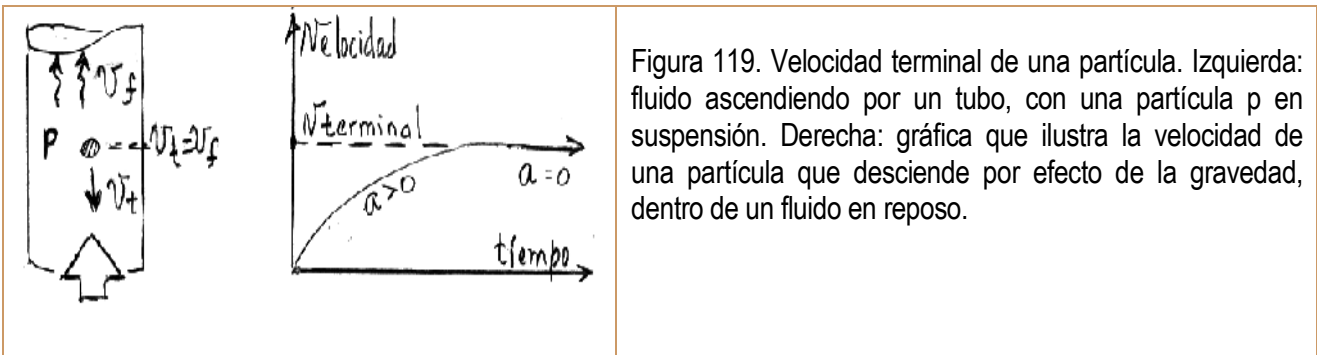 Velocidad
Vf
Vterminal
P
Vt=Vf
a=0
a>0
Vt
tiempo
Figura 119. Velocidad terminal de una partícula. Izquierda:
fluido ascendiendo por un tubo, con una partícula p en
suspensión. Derecha: gráfica que ilustra la velocidad de
una partícula que desciende por efecto de la gravedad,
dentro de un fluido en reposo.